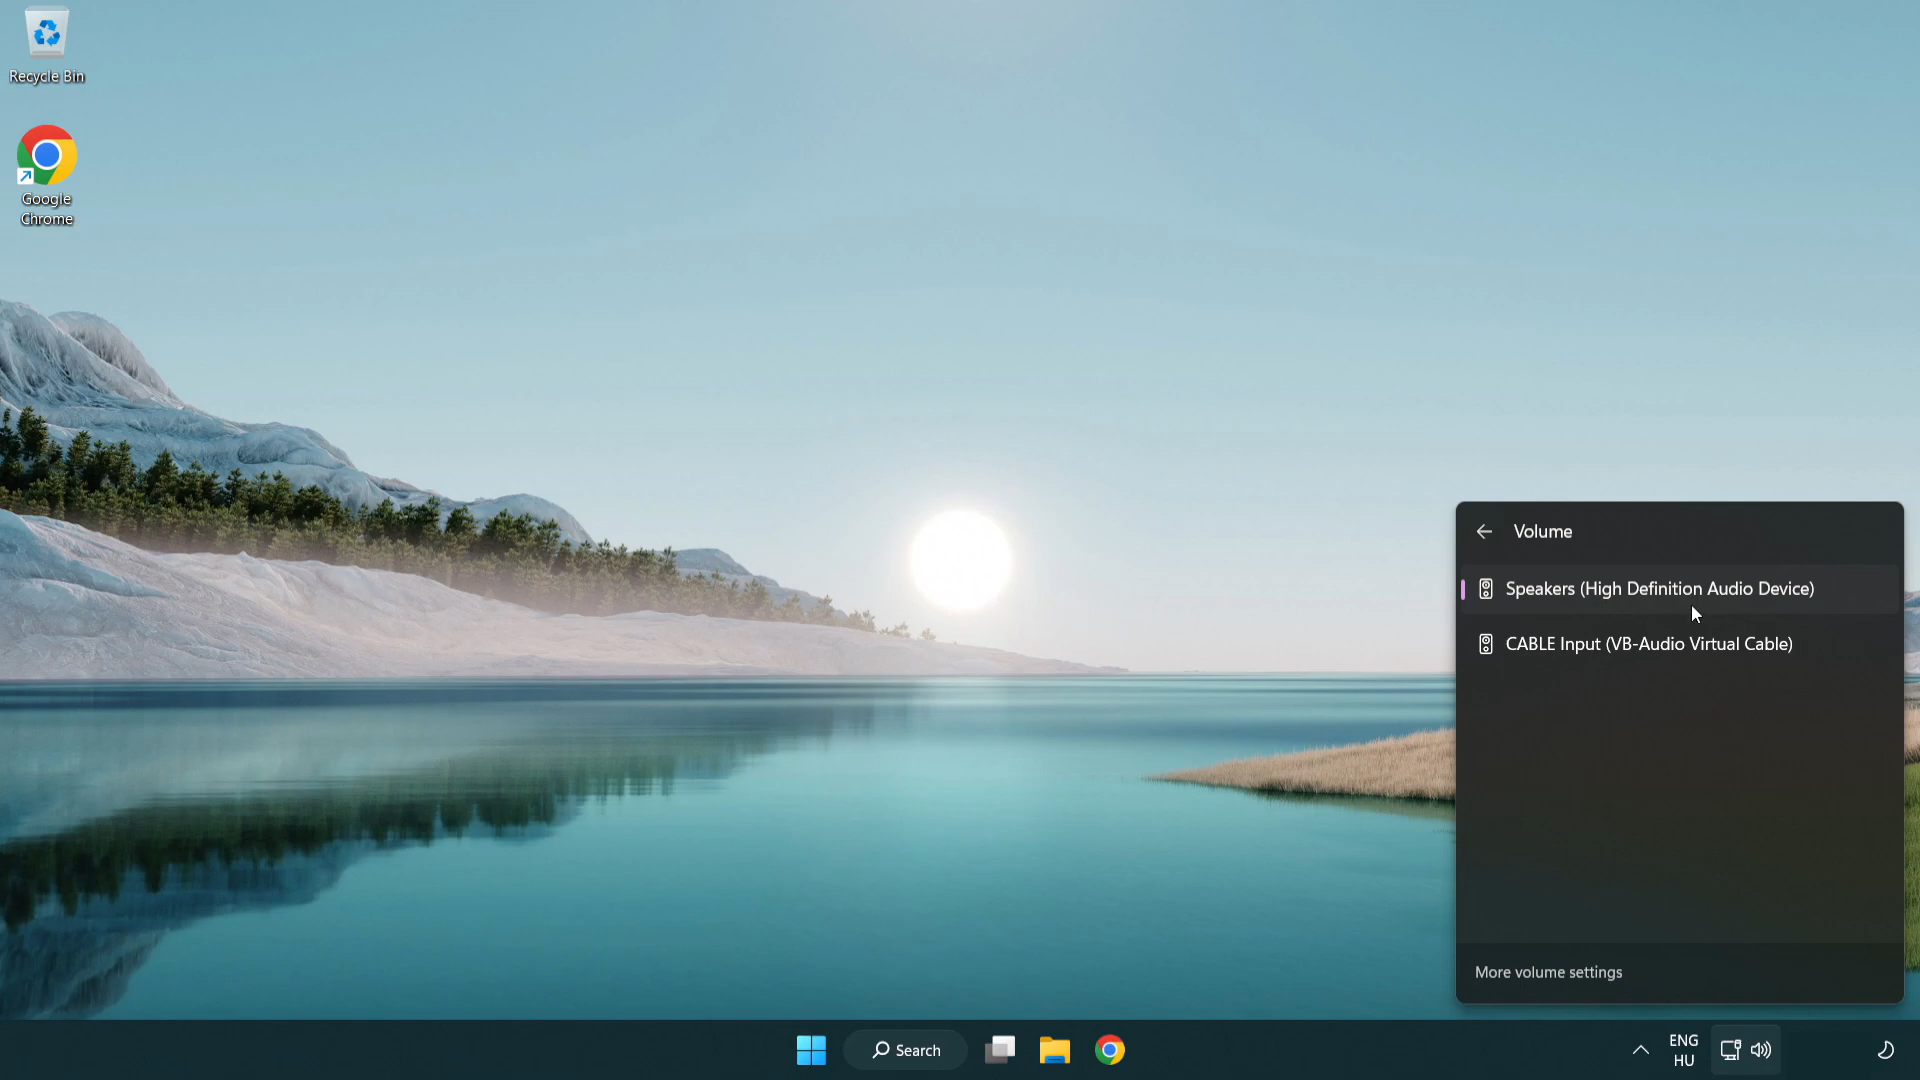 Recycle Bin
Google
Chrome
Volume
Speakers (High Definition Audio Device)
CABLE Input (VB-Audio Virtual Cable)
More volume settings
Search
ENG
HU